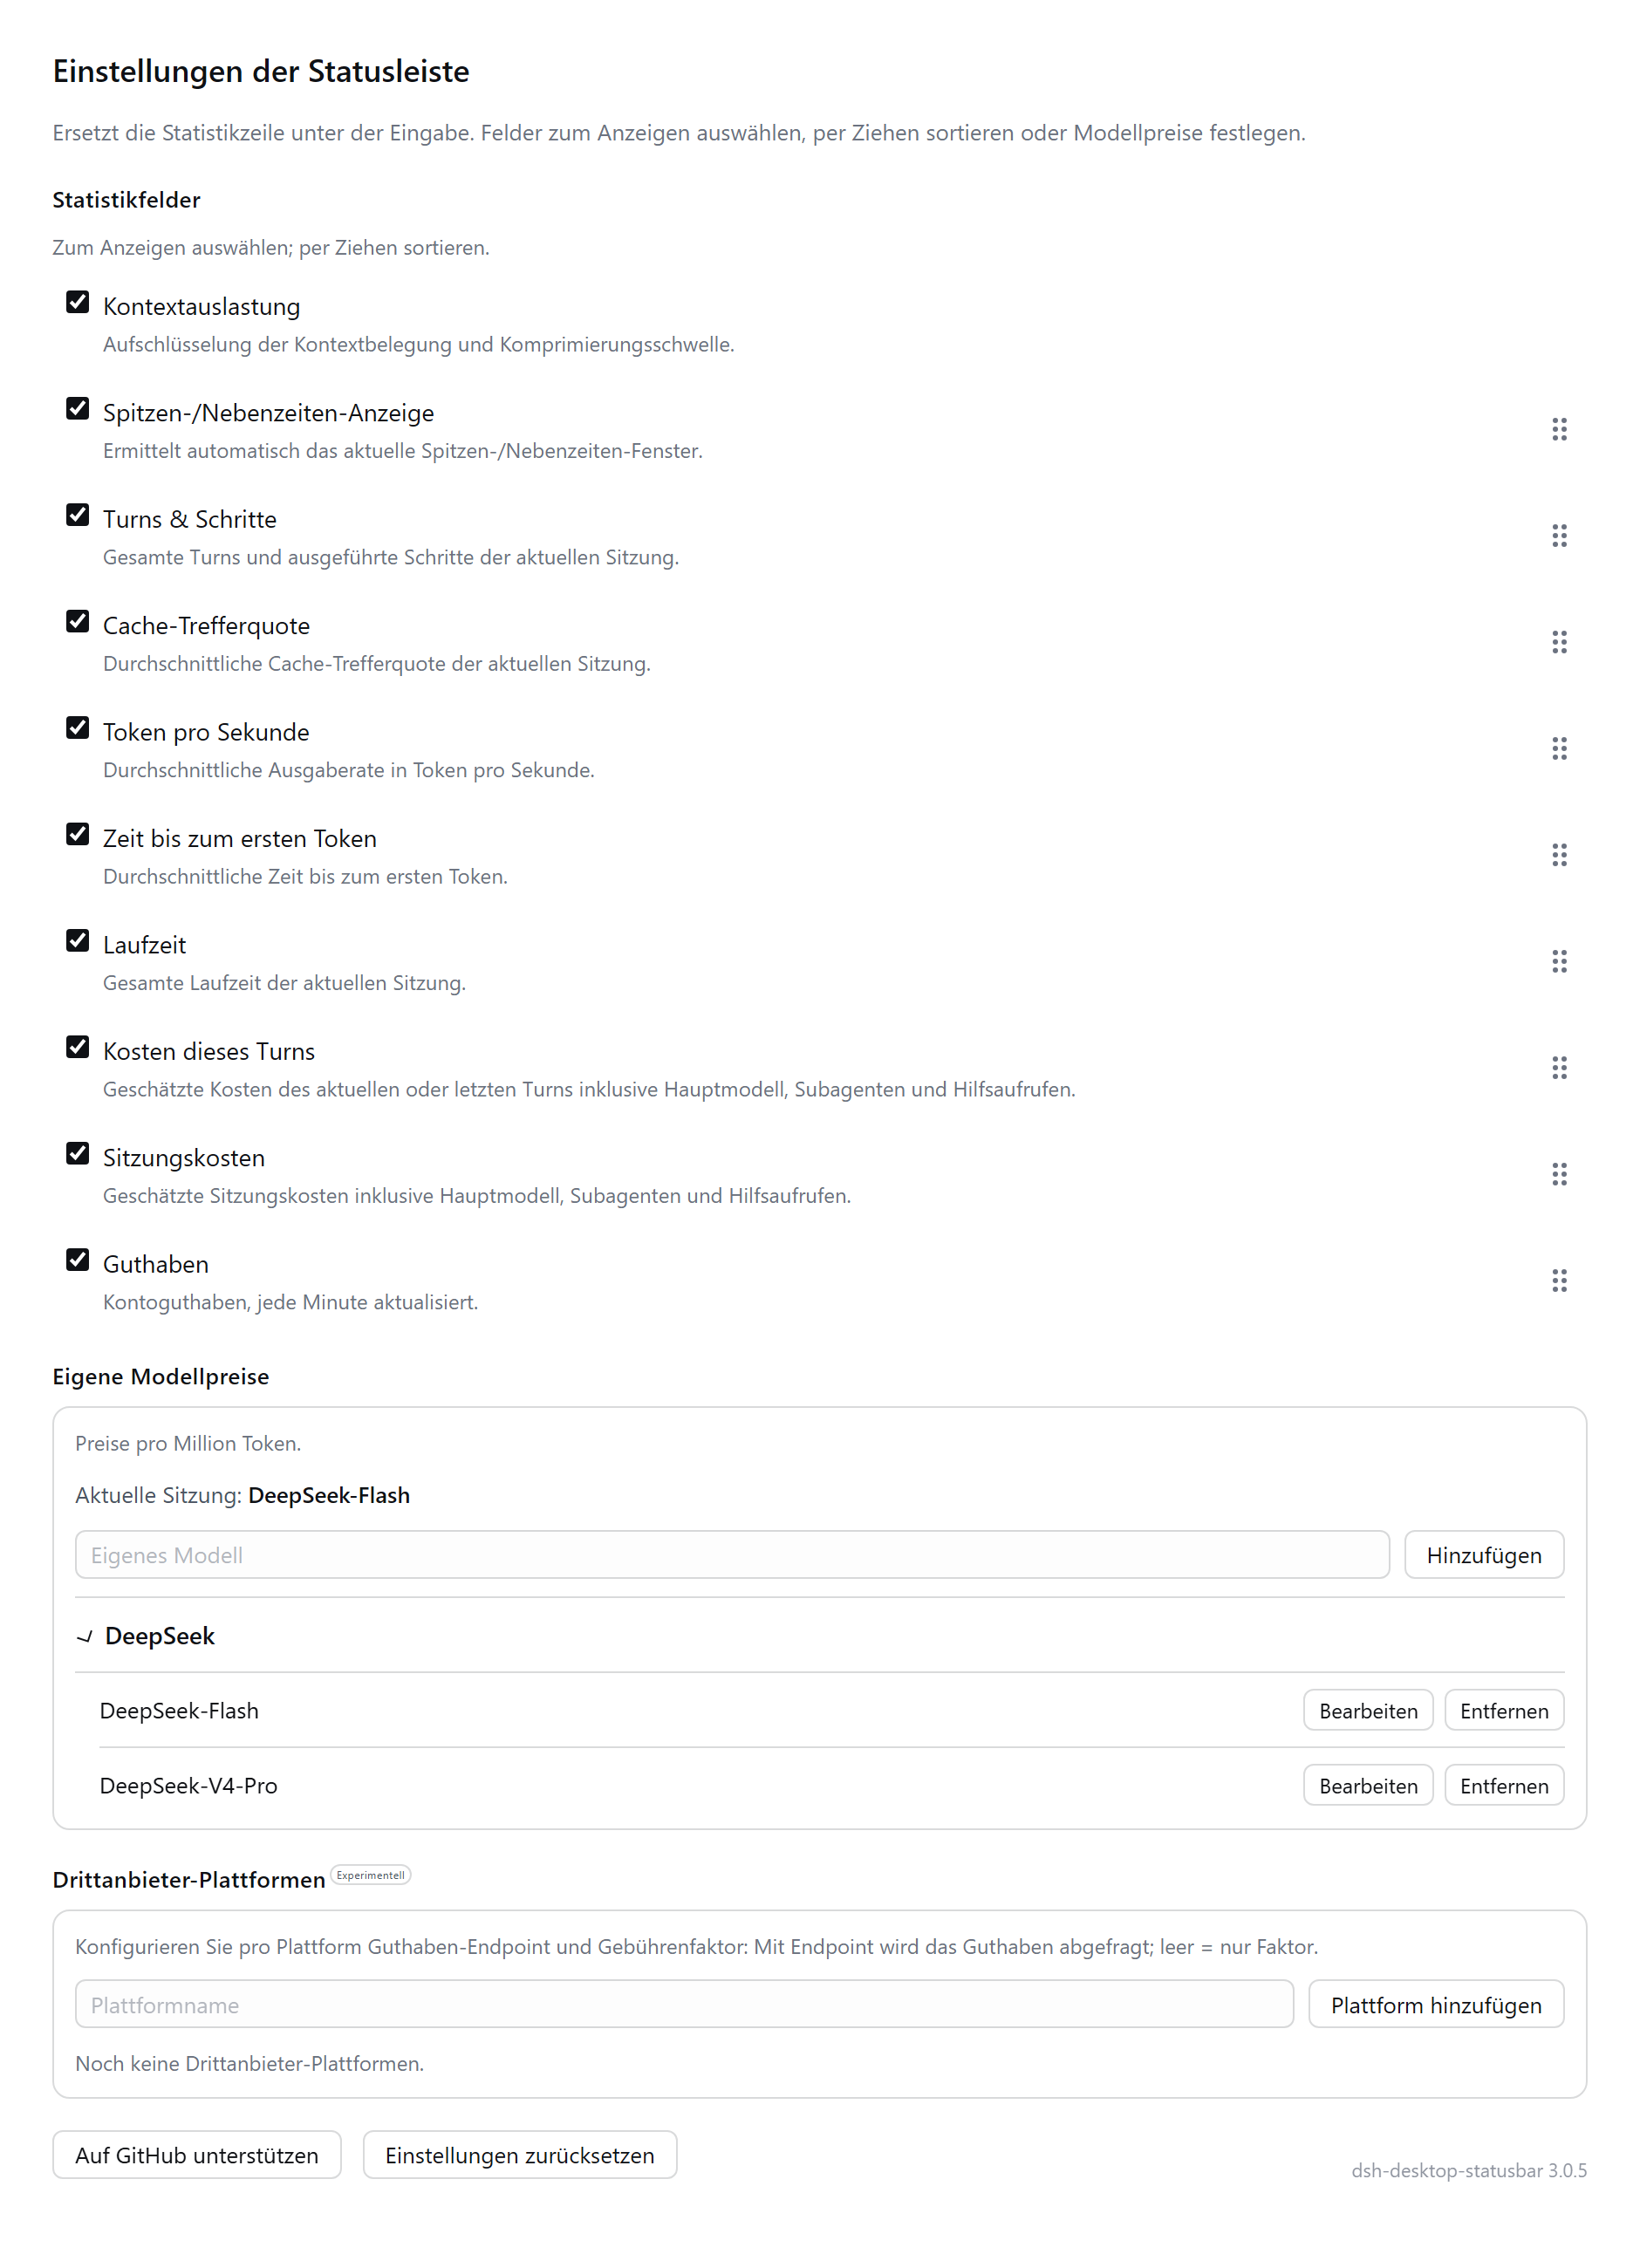 Einstellungen der Statusleiste
Ersetzt die Statistikzeile unter der Eingabe. Felder zum Anzeigen auswählen, per Ziehen sortieren oder Modellpreise festlegen.
Statistikfelder
Zum Anzeigen auswählen; per Ziehen sortieren.
Kontextauslastung
Aufschlüsselung der Kontextbelegung und Komprimierungsschwelle.
Spitzen-/Nebenzeiten-Anzeige
Ermittelt automatisch das aktuelle Spitzen-/Nebenzeiten-Fenster.
Turns & Schritte
Gesamte Turns und ausgeführte Schritte der aktuellen Sitzung.
Cache-Trefferquote
Durchschnittliche Cache-Trefferquote der aktuellen Sitzung.
Token pro Sekunde
Durchschnittliche Ausgaberate in Token pro Sekunde.
Zeit bis zum ersten Token
Durchschnittliche Zeit bis zum ersten Token.
Laufzeit
Gesamte Laufzeit der aktuellen Sitzung.
Kosten dieses Turns
Geschätzte Kosten des aktuellen oder letzten Turns inklusive Hauptmodell, Subagenten und Hilfsaufrufen.
Sitzungskosten
Geschätzte Sitzungskosten inklusive Hauptmodell, Subagenten und Hilfsaufrufen.
Guthaben
Kontoguthaben, jede Minute aktualisiert.
Eigene Modellpreise
Preise pro Million Token.
Aktuelle Sitzung: DeepSeek-Flash
Eigenes Modell Hinzufügen
DeepSeek
DeepSeek-Flash Bearbeiten Entfernen
DeepSeek-V4-Pro Bearbeiten Entfernen
Drittanbieter-Plattformen Experimentell
Konfigurieren Sie pro Plattform Guthaben-Endpoint und Gebührenfaktor: Mit Endpoint wird das Guthaben abgefragt; leer = nur Faktor.
Plattformname Plattform hinzufügen
Noch keine Drittanbieter-Plattformen.
Auf GitHub unterstützen Einstellungen zurücksetzen dsh-desktop-statusbar 3.0.5